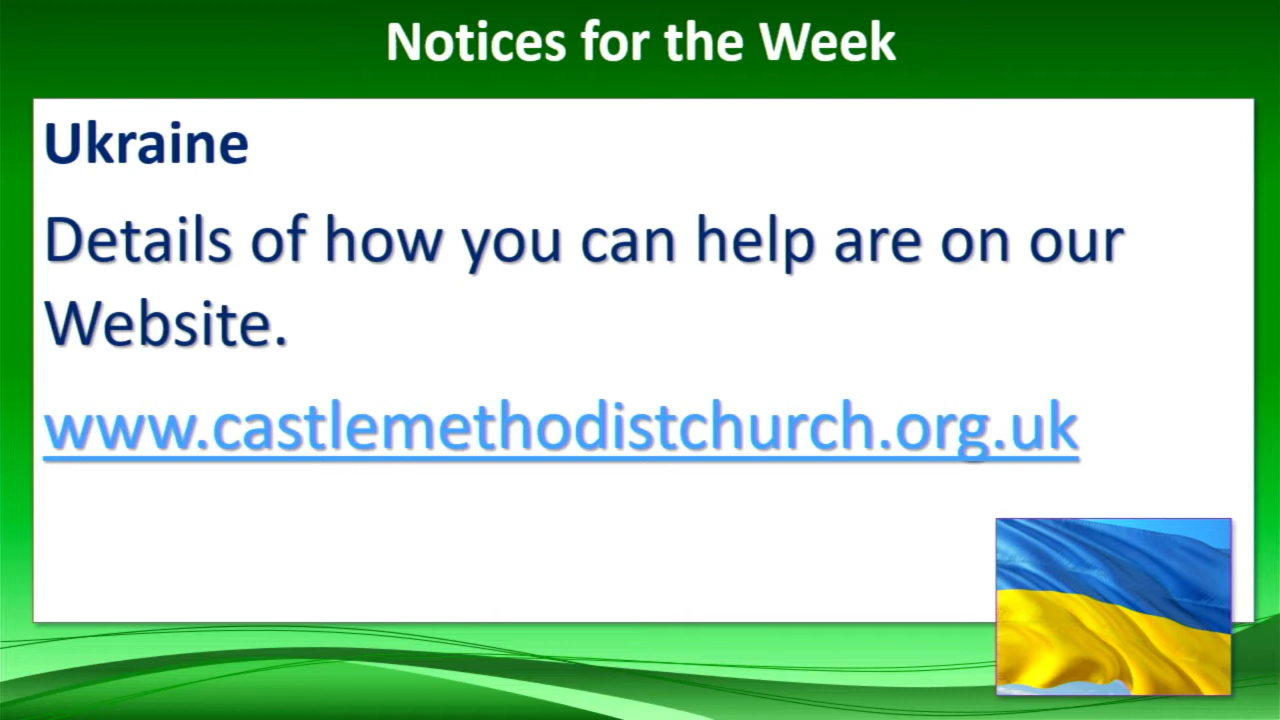 Notices for the Week
Ukraine
Details of how you can help are on our
Website.
www.castlemethodistchurch.org.uk